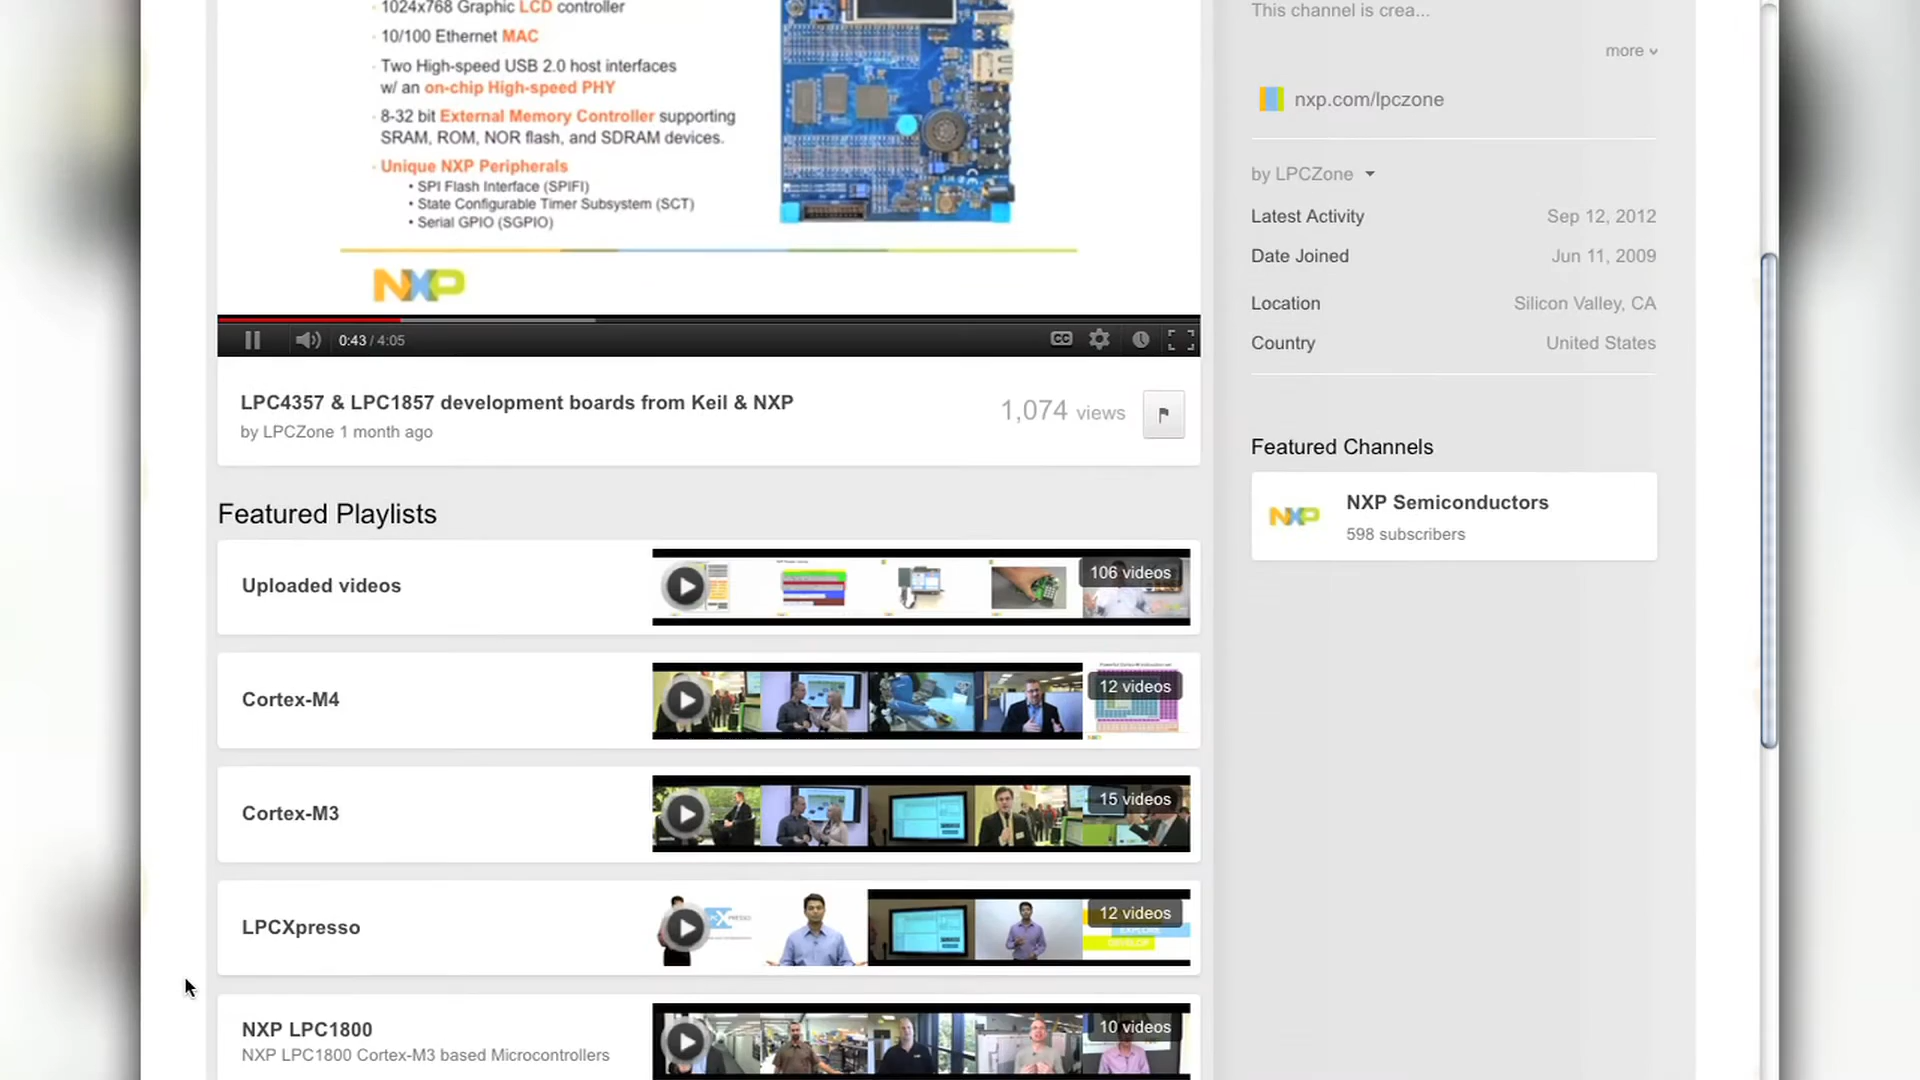 · 1024x768 Graphic LCD controller
· 10/100 Ethernet MAC
· Two High-speed USB 2.0 host interfaces
w/ an on-chip High-speed PHY
· 8-32 bit External Memory Controller supporting
SRAM, ROM, NOR flash, and SDRAM devices.
· Unique NXP Peripherals
• SPI Flash Interface (SPIFI)
• State Configurable Timer Subsystem (SCT)
• Serial GPIO (SGPIO)
NXP
0:43 / 4:05
CC
LPC4357 & LPC1857 development boards from Keil & NXP
by LPCZone 1 month ago
1,074 views
Featured Playlists
Uploaded videos
106 videos
Cortex-M4
12 videos
Cortex-M3
15 videos
LPCXpresso
12 videos
EXPLORE
DEVELOP
NXP LPC1800
NXP LPC1800 Cortex-M3 based Microcontrollers
10 videos
This channel is crea...
more
nxp.com/lpczone
by LPCZone
Latest Activity Sep 12, 2012
Date Joined Jun 11, 2009
Location Silicon Valley, CA
Country United States
Featured Channels
NXP
NXP Semiconductors
598 subscribers